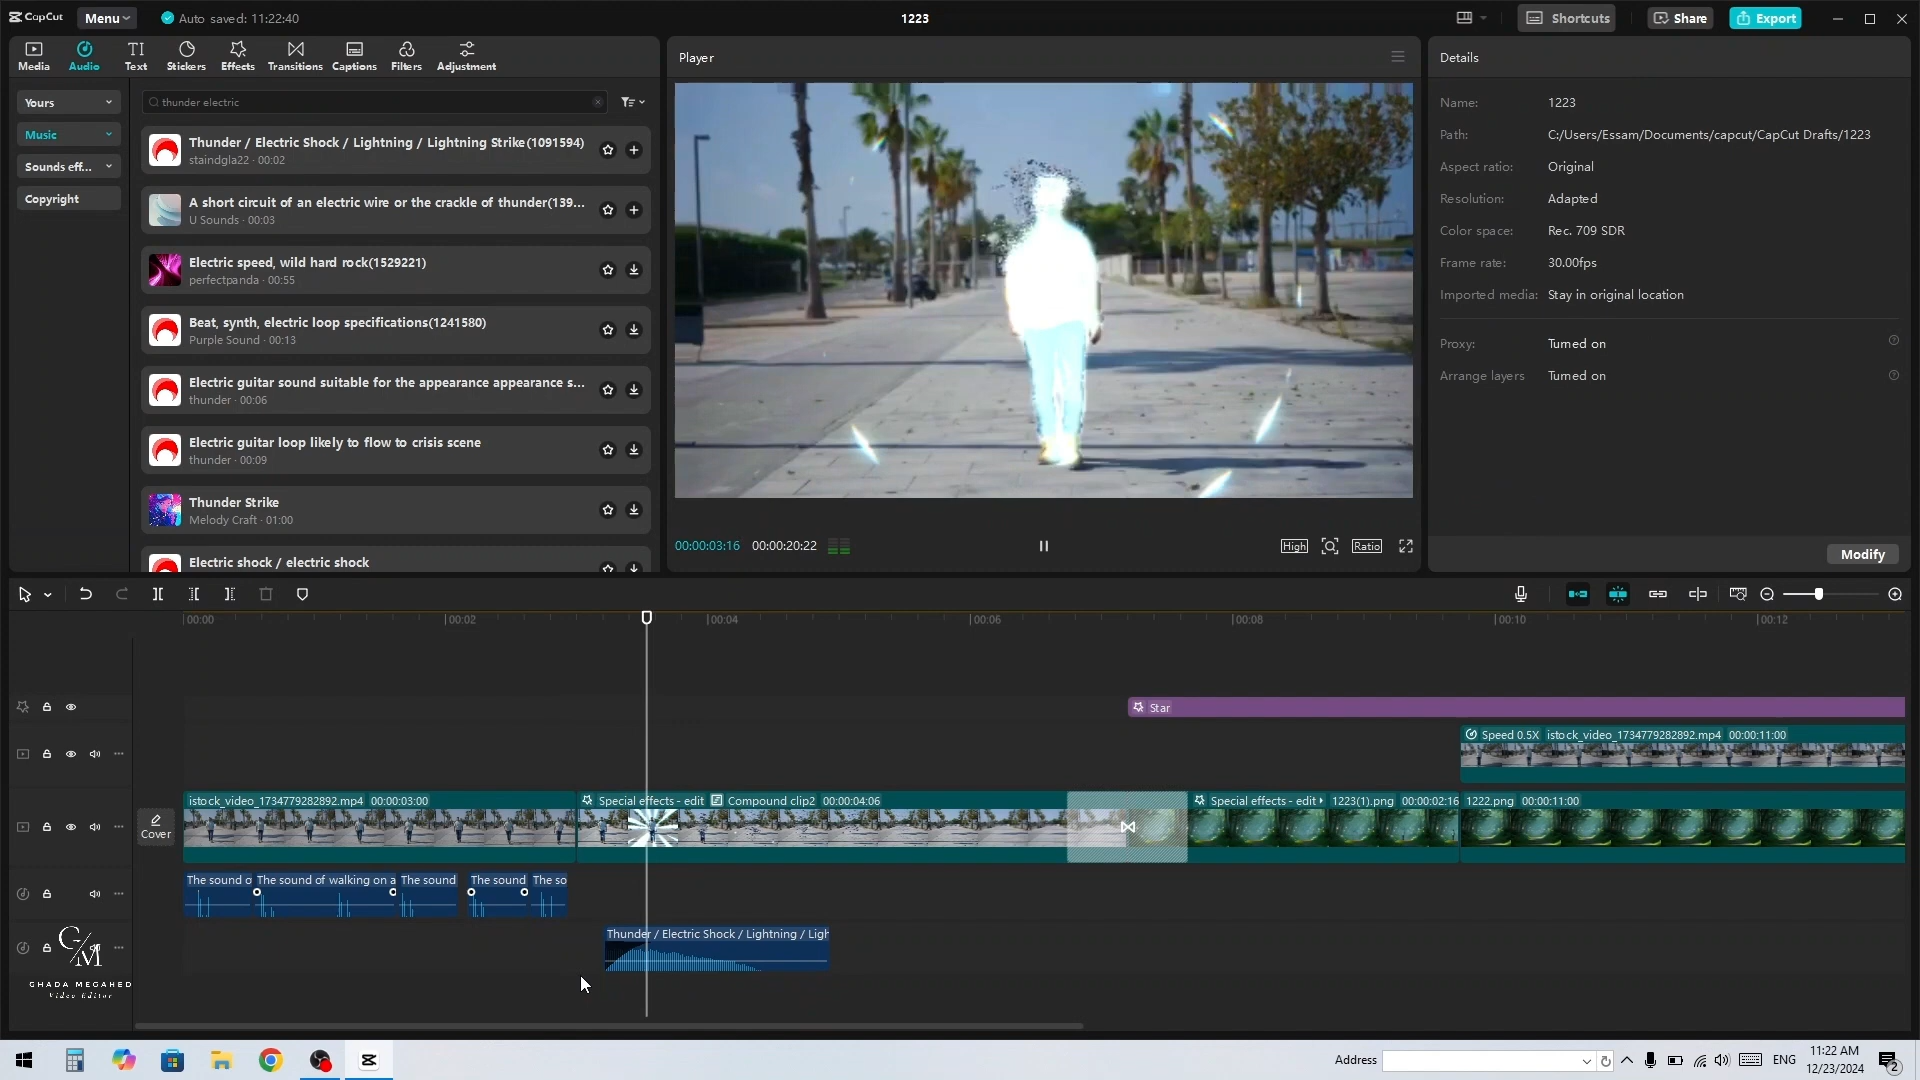 CapCut
Menu
Auto saved: 11:22:40
1223
Shortcuts
Share
Export
Media
Audio
Text
Stickers
Effects
Transitions
Captions
Filters
Adjustment
Yours
Music
Sounds eff...
Copyright
thunder electric
Thunder / Electric Shock / Lightning / Lightning Strike(1091594)
staindgla22 · 00:02
A short circuit of an electric wire or the crackle of thunder(139...
U Sounds · 00:03
Electric speed, wild hard rock(1529221)
perfectpanda · 00:55
Beat, synth, electric loop specifications(1241580)
Purple Sound · 00:13
Electric guitar sound suitable for the appearance appearance s...
thunder · 00:06
Electric guitar loop likely to flow to crisis scene
thunder · 00:09
Thunder Strike
Melody Craft · 01:00
Electric shock / electric shock
Player
00:00:03:16 00:00:20:22
High
Ratio
Details
Name: 1223
Path: C:/Users/Essam/Documents/capcut/CapCut Drafts/1223
Aspect ratio: Original
Resolution: Adapted
Color space: Rec. 709 SDR
Frame rate: 30.00fps
Imported media: Stay in original location
Proxy: Turned on
Arrange layers Turned on
Modify
00:00 00:02 00:04 00:06 00:08 00:10 00:12
Star
Speed 0.5X istock_video_1734779282892.mp4 00:00:11:00
Cover
istock_video_1734779282892.mp4 00:00:03:00
Special effects - edit Compound clip2 00:00:04:06
Special effects - edit 1223(1).png 00:00:02:16
1222.png 00:00:11:00
The sound o
The sound of walking on a
The sound
The sound
The so
Thunder / Electric Shock / Lightning / Ligh
G/M
GHADA MEGAHED
Video Editor
Address
ENG
11:22 AM
12/23/2024
2